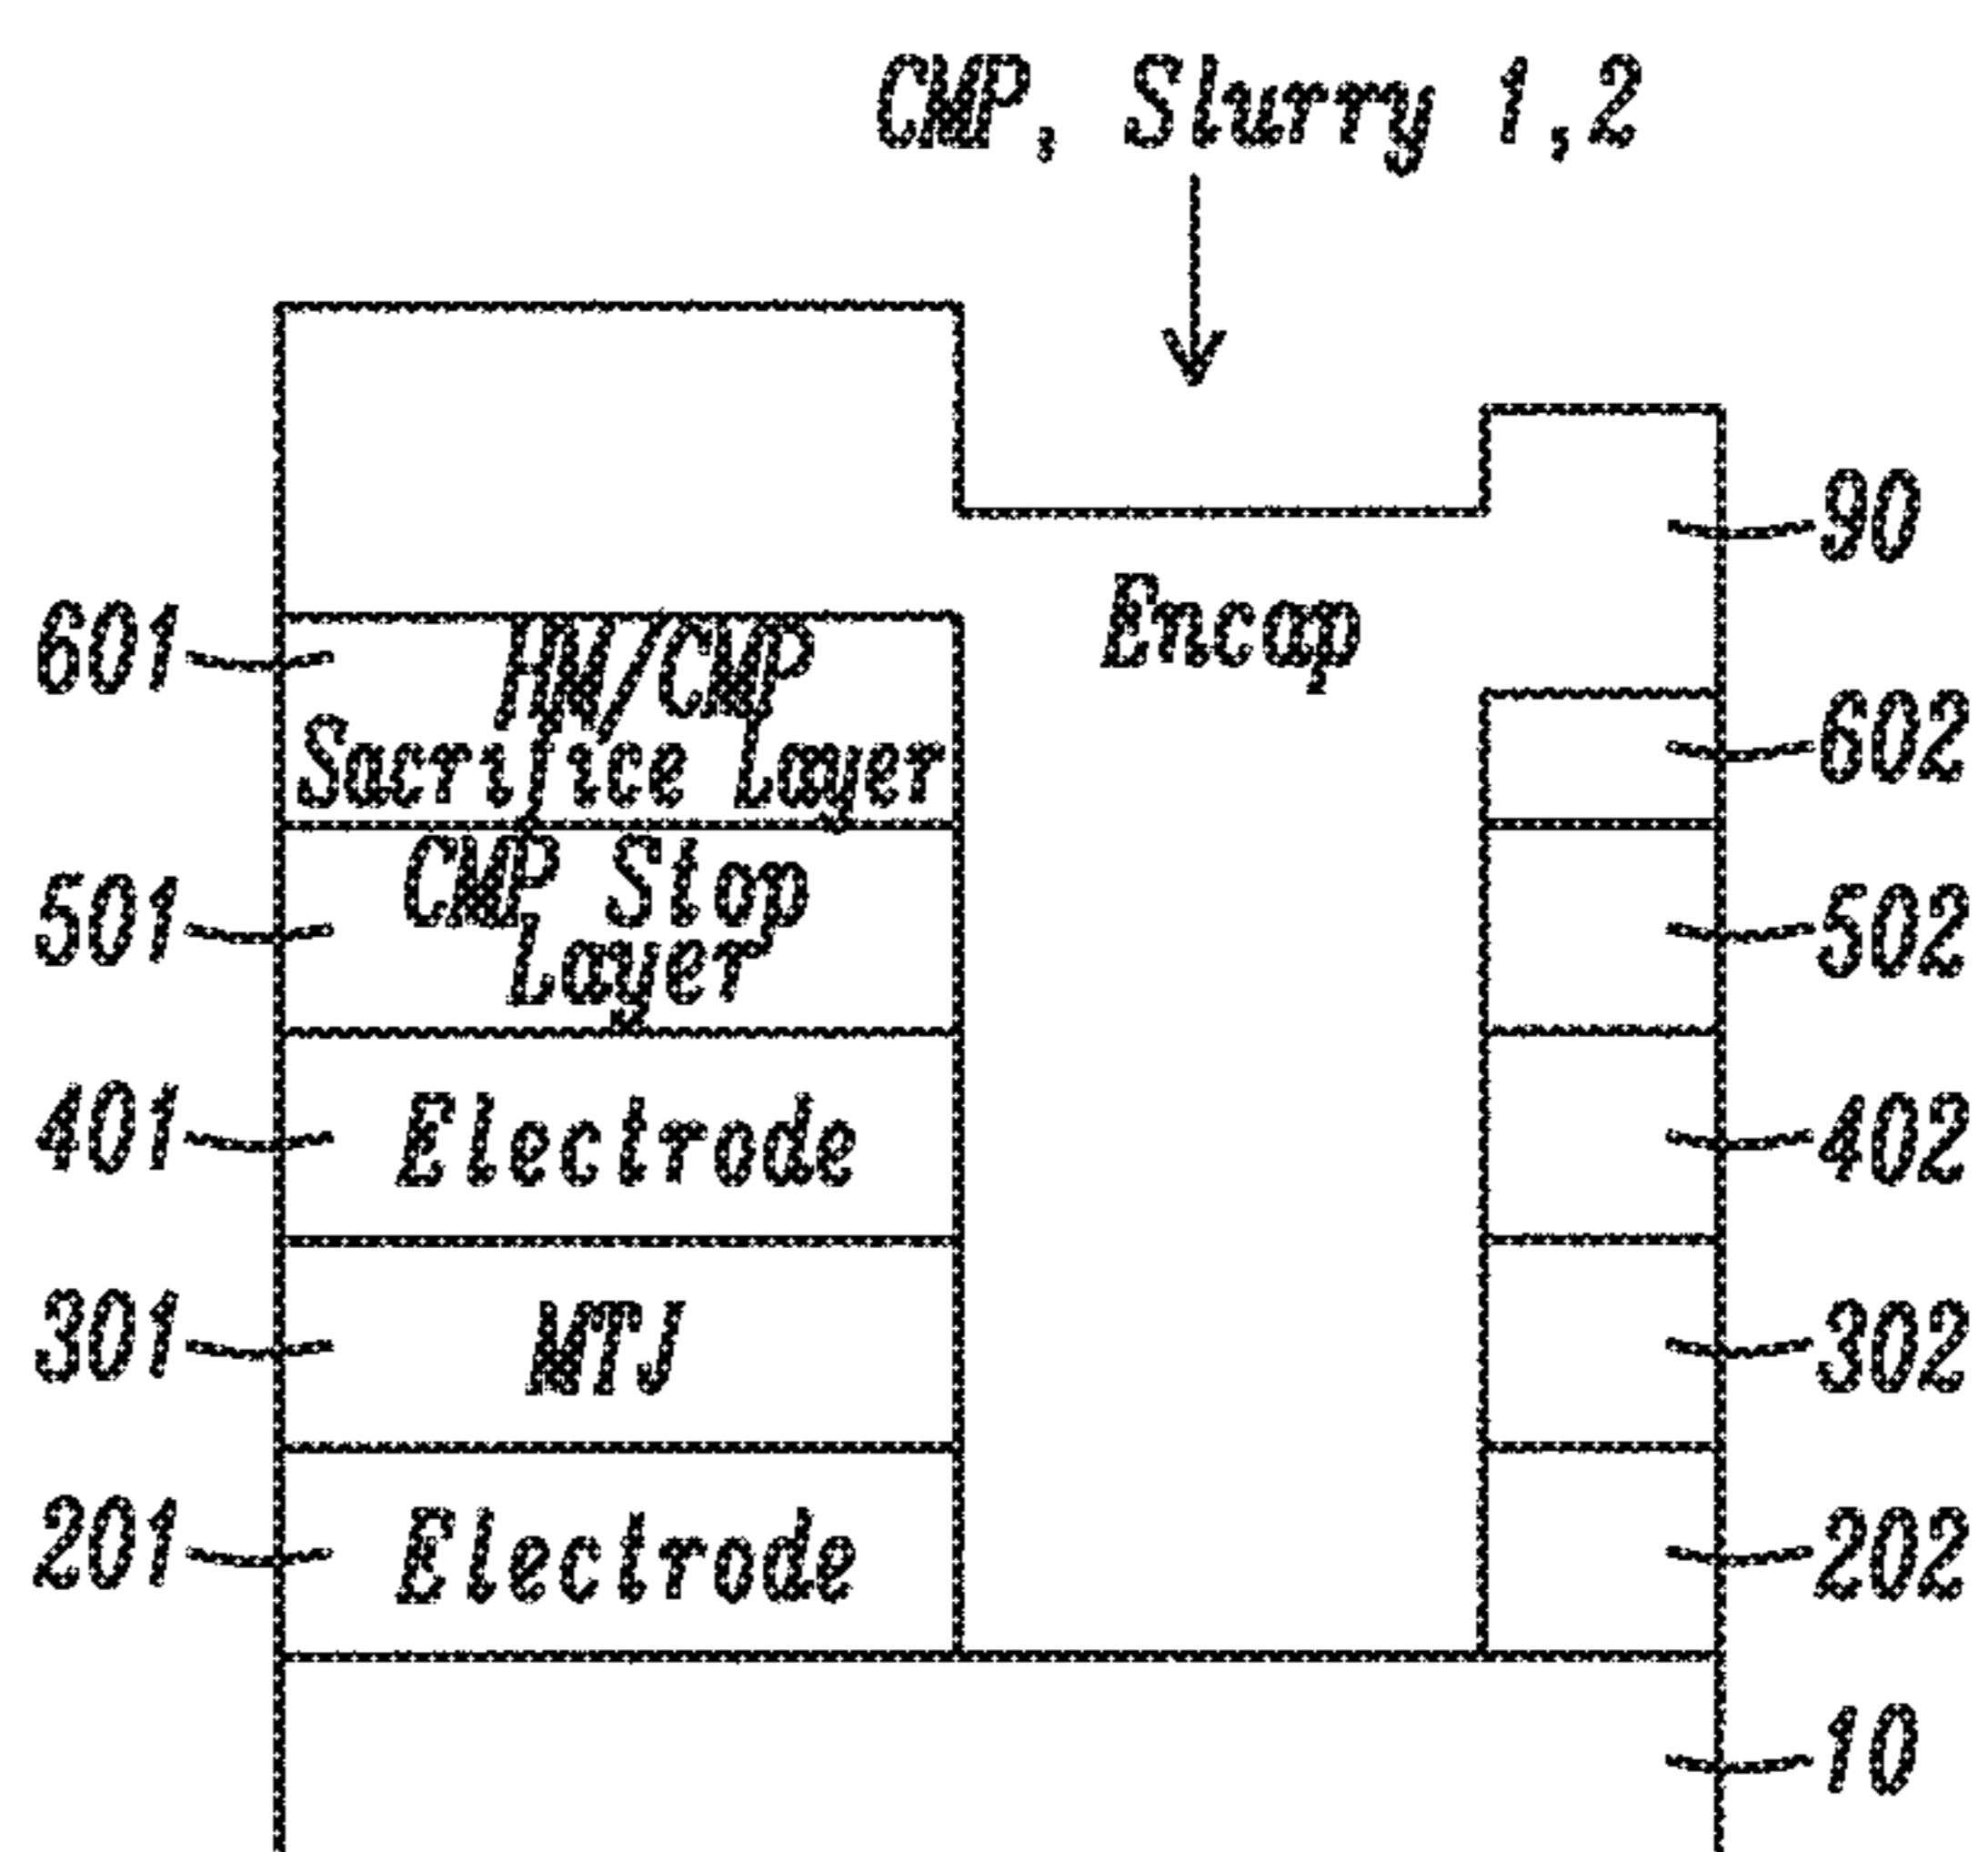 CMP, Slurry 1,2
90
Encap
601
HM/CMP
Sacrifice Layer
602
501
CMP Stop
Layer
502
401
Electrode
402
301
MTJ
302
201
Electrode
202
10